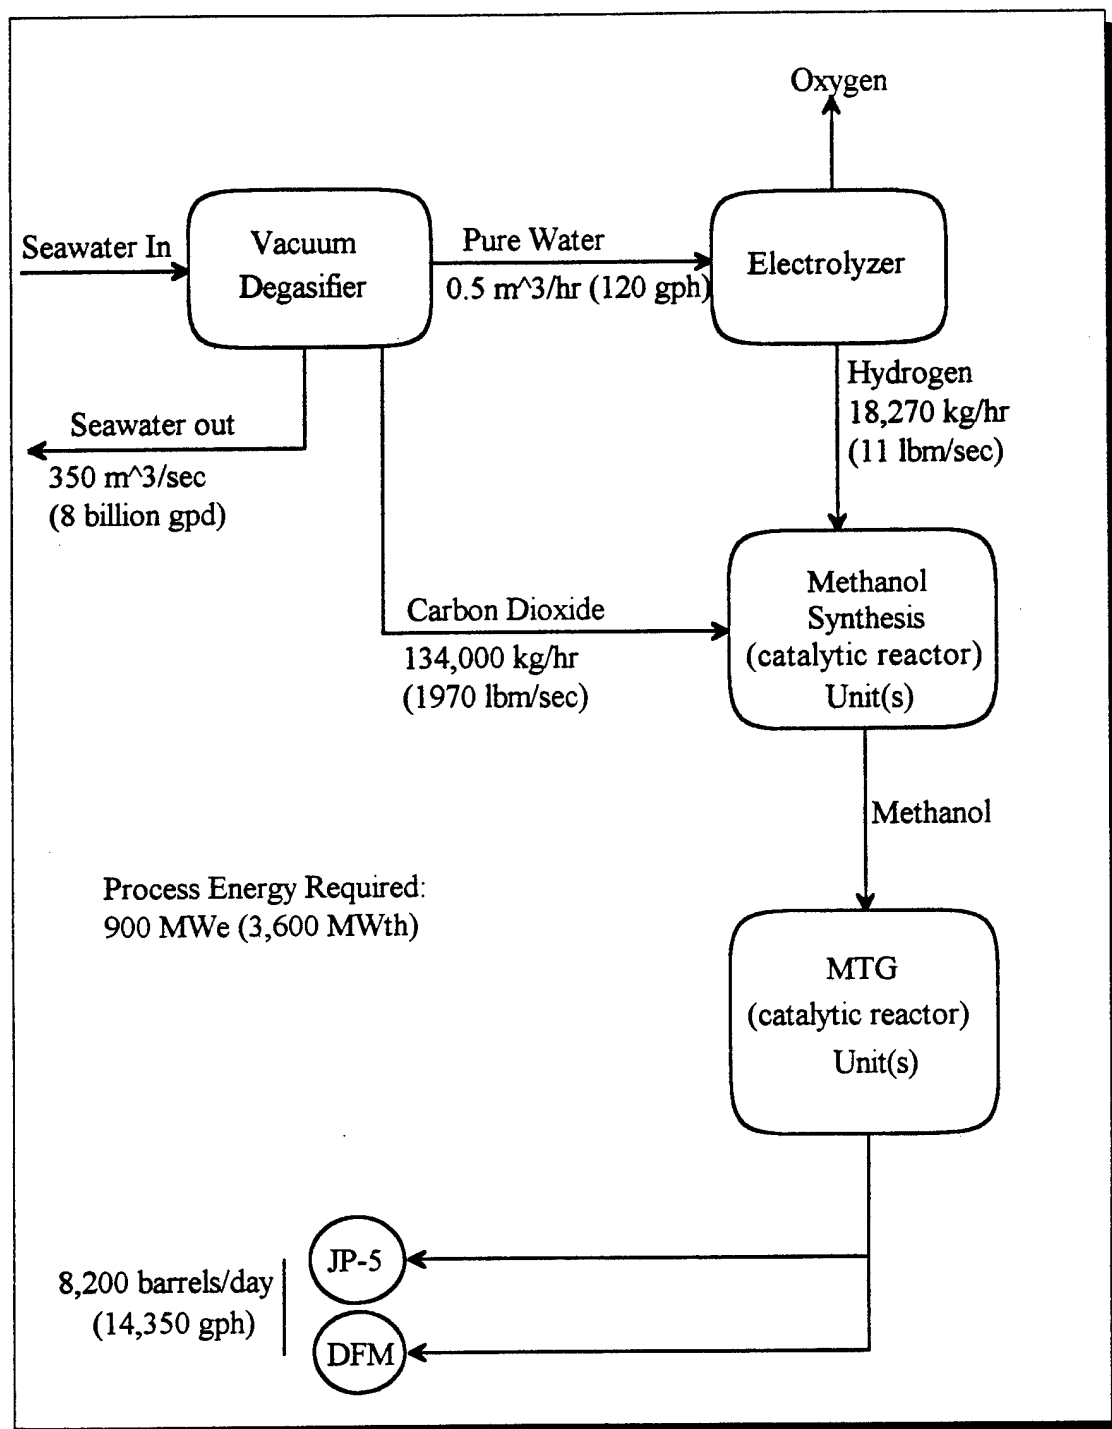 Oxygen
Seawater In
Vacuum
Degasifier
Pure Water
0.5 m^3/hr (120 gph)
Electrolyzer
Hydrogen
18,270 kg/hr
(11 lbm/sec)
Seawater out
350 m^3/sec
(8 billion gpd)
Carbon Dioxide
134,000 kg/hr
(1970 lbm/sec)
Methanol
Synthesis
(catalytic reactor)
Unit(s)
Methanol
Process Energy Required:
900 MWe (3,600 MWth)
MTG
(catalytic reactor)
Unit(s)
8,200 barrels/day
(14,350 gph)
JP-5
DFM